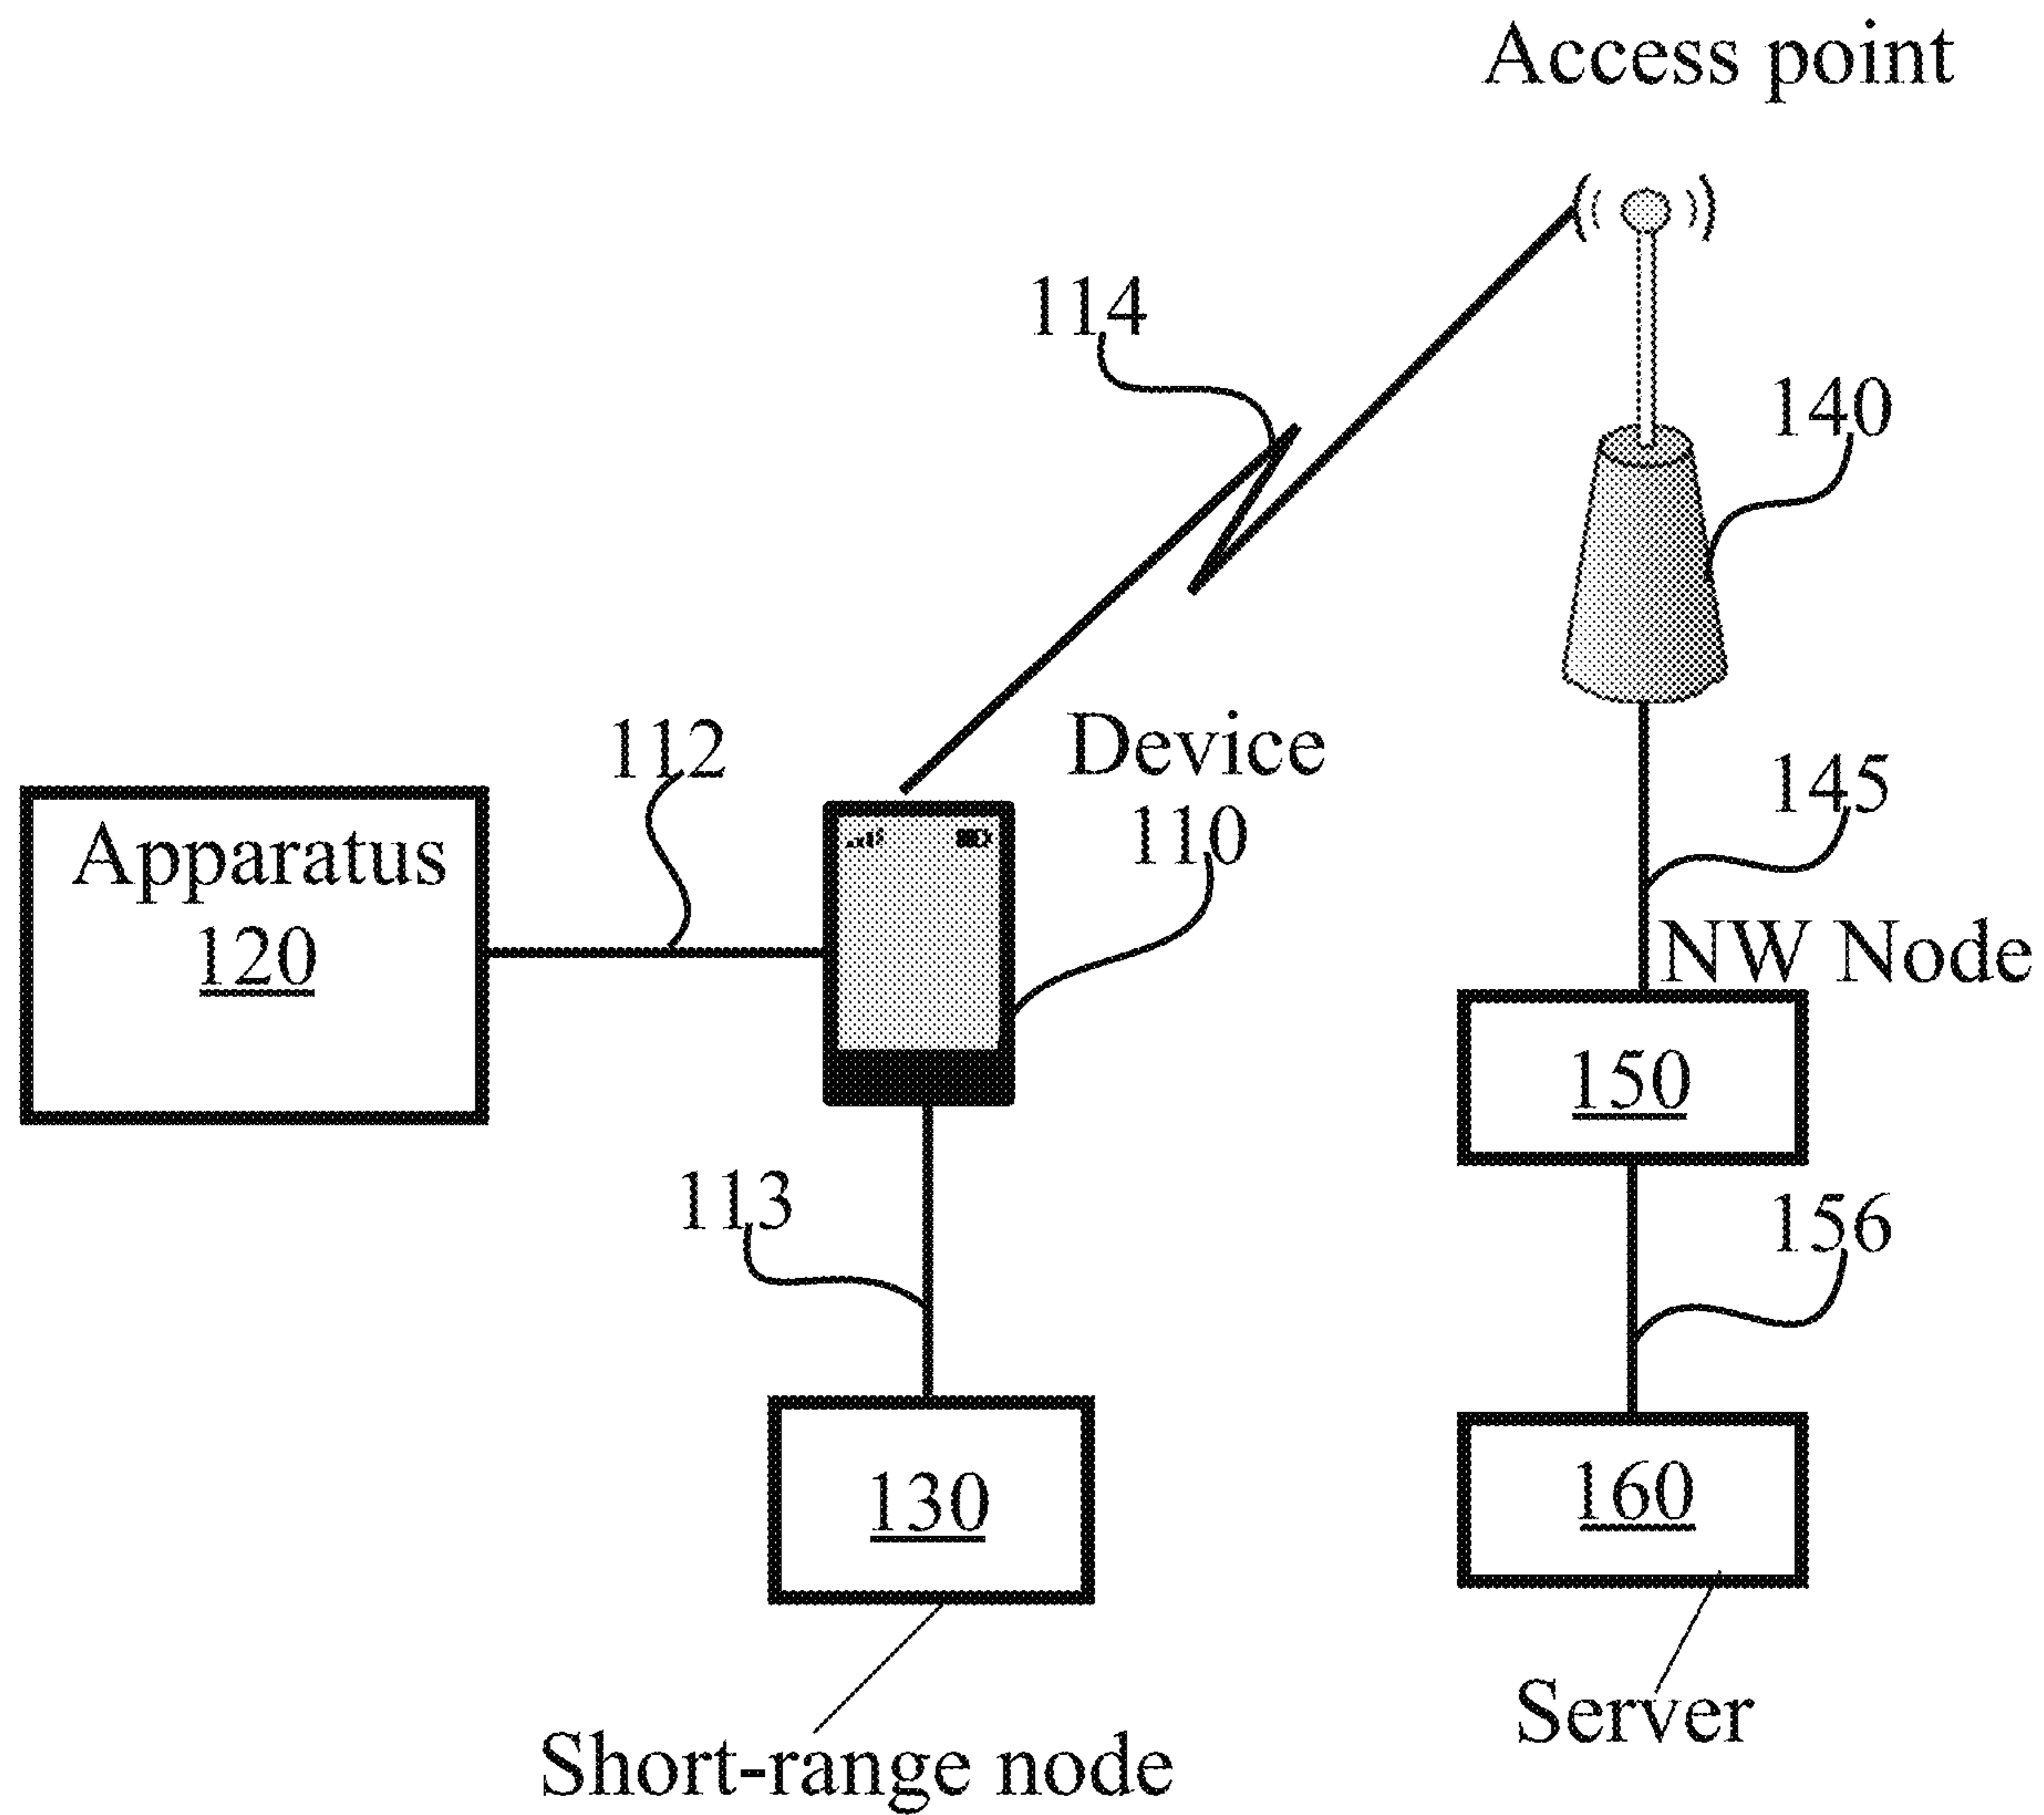 Access point
114
140
112
Device
110
145
Apparatus
120
NW Node
150
113
156
130
160
Server
Short-range node